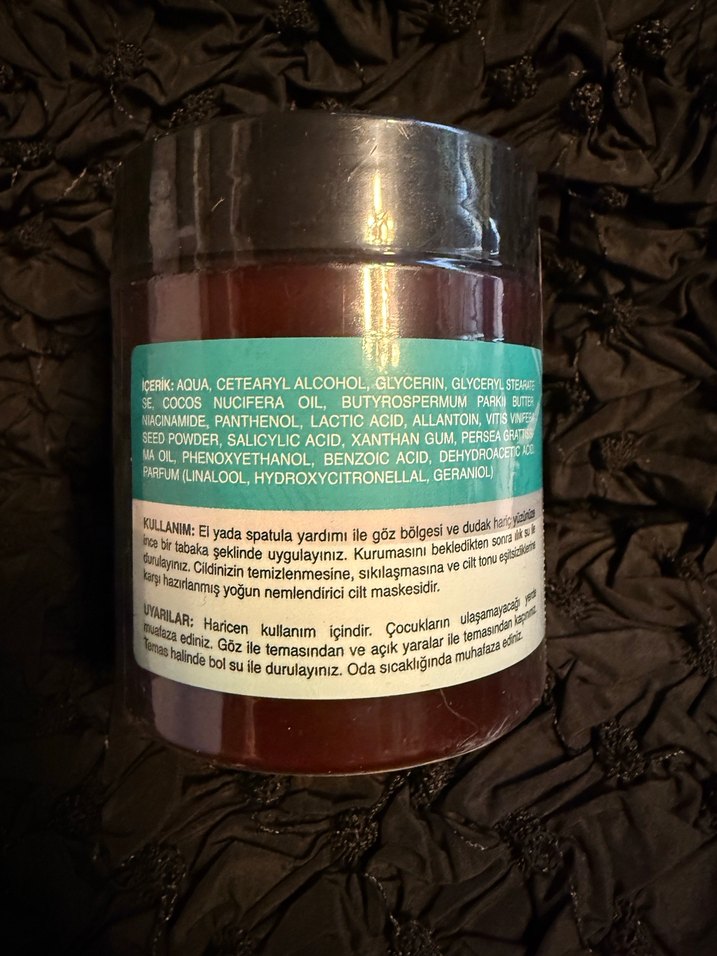 İÇERİK: AQUA, CETEARYL ALCOHOL, GLYCERIN, GLYCERYL STEARATE
SE, COCOS NUCIFERA OIL, BUTYROSPERMUM PARKII BUTTER,
NIACINAMIDE, PANTHENOL, LACTIC ACID, ALLANTOIN, VITIS VINIFERA
SEED POWDER, SALICYLIC ACID, XANTHAN GUM, PERSEA GRATISSI
MA OIL, PHENOXYETHANOL, BENZOIC ACID, DEHYDROACETIC ACID,
PARFUM (LINALOOL, HYDROXYCITRONELLAL, GERANIOL)
KULLANIM: El yada spatula yardımı ile göz bölgesi ve dudak hariç yüzünüze
ince bir tabaka şeklinde uygulayınız. Kurumasını bekledikten sonra ılık su ile
durulayınız. Cildinizin temizlenmesine, sıkılaşmasına ve cilt tonu eşitsizliklerine
karşı hazırlanmış yoğun nemlendirici cilt maskesidir.
UYARILAR: Haricen kullanım içindir. Çocukların ulaşamayacağı yerde
muafaza ediniz. Göz ile temasından ve açık yaralar ile temasından kaçınınız.
Temas halinde bol su ile durulayınız. Oda sıcaklığında muhafaza ediniz.